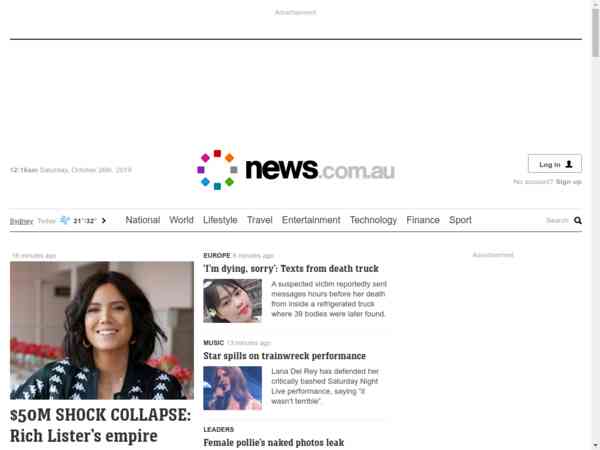 Advertisement
12:16am Saturday, October 26th, 2019
news.com.au
Log in
No account? Sign up
Sydney Today 21°/32°
National World Lifestyle Travel Entertainment Technology Finance Sport
Search
16 minutes ago
$50M SHOCK COLLAPSE:
Rich Lister's empire
EUROPE 6 minutes ago
'I'm dying, sorry': Texts from death truck
A suspected victim reportedly sent
messages hours before her death
from inside a refrigerated truck
where 39 bodies were later found.
MUSIC 13 minutes ago
Star spills on trainwreck performance
Lana Del Rey has defended her
critically bashed Saturday Night
Live performance, saying "it
wasn't terrible".
LEADERS
Female pollie's naked photos leak
Advertisement